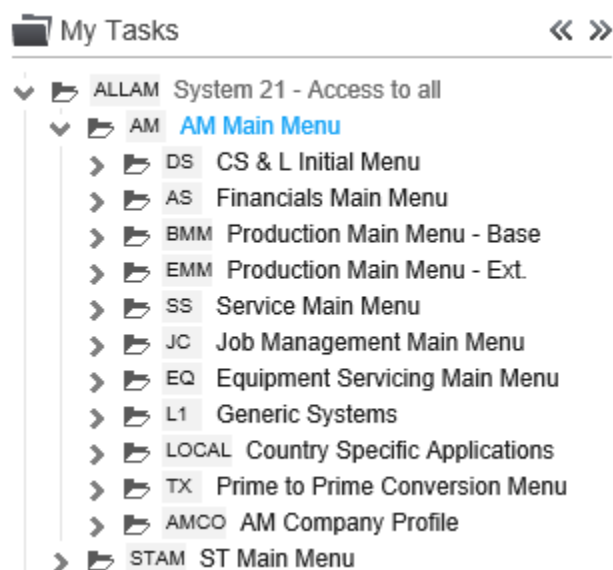 My Tasks
ALLAM System 21 - Access to all
AM AM Main Menu
DS CS & L Initial Menu
AS Financials Main Menu
BMM Production Main Menu - Base
EMM Production Main Menu - Ext.
SS Service Main Menu
JC Job Management Main Menu
EQ Equipment Servicing Main Menu
L1 Generic Systems
LOCAL Country Specific Applications
TX Prime to Prime Conversion Menu
AMCO AM Company Profile
STAM ST Main Menu